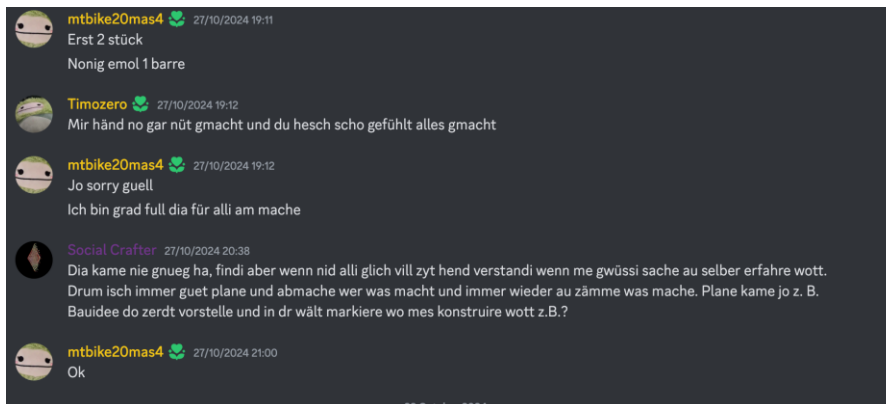 mtbike20mas4 27/10/2024 19:11
Erst 2 stück
Nonig emol 1 barre
Timozero 27/10/2024 19:12
Mir händ no gar nüt gmacht und du hesch scho gefühlt alles gmacht
mtbike20mas4 27/10/2024 19:12
Jo sorry guell
Ich bin grad full dia für alli am mache
Social Crafter 27/10/2024 20:38
Dia kame nie gnueg ha, findi aber wenn nid alli glich vill zyt hend verstandi wenn me gwüssi sache au selber erfahre wott.
Drum isch immer guet plane und abmache wer was macht und immer wieder au zämme was mache. Plane kame jo z. B.
Bauidee do zerdt vorstelle und in dr wält markiere wo mes konstruire wott z.B.?
mtbike20mas4 27/10/2024 21:00
Ok